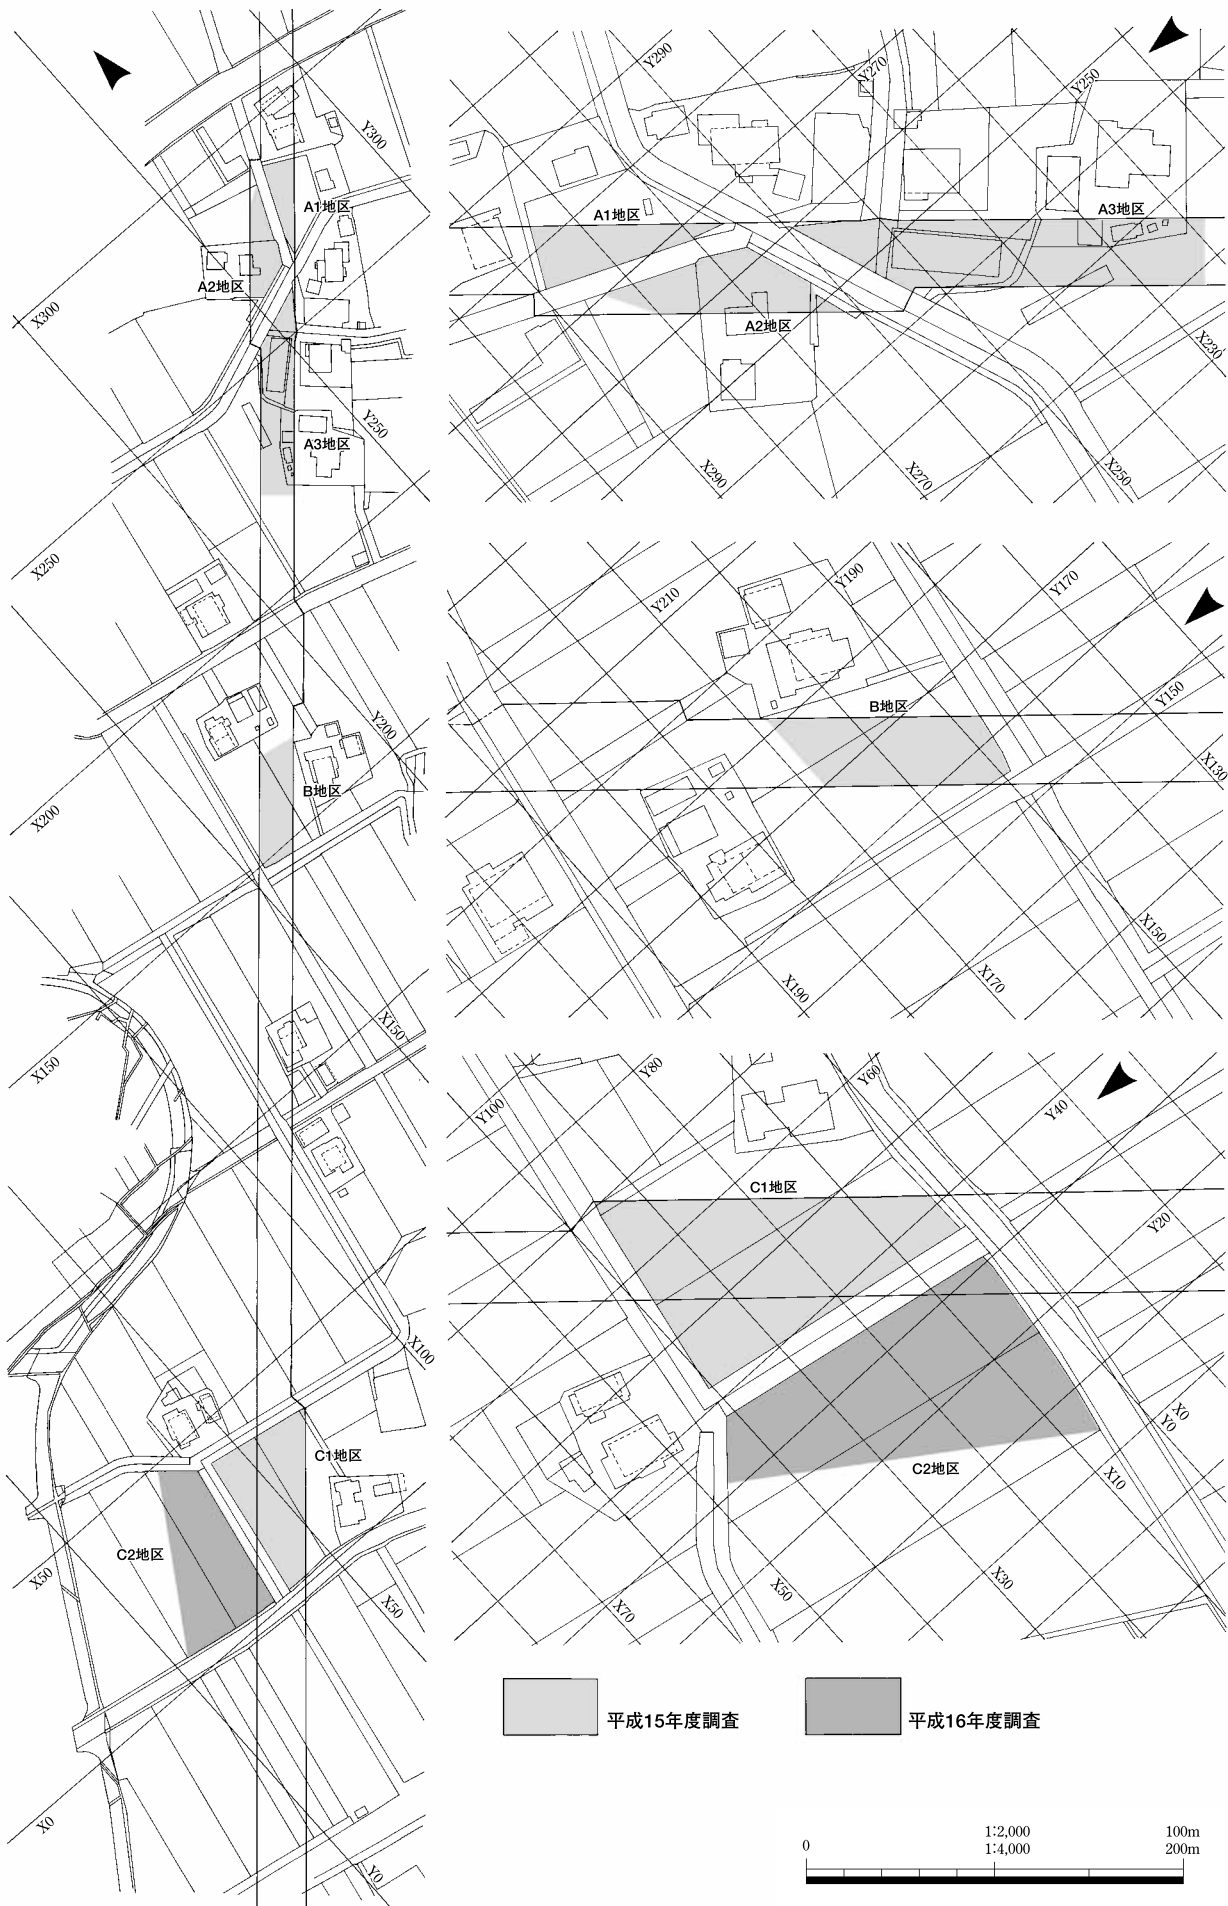 Y300
A1地区
A2地区
X300
Y250
A3地区
X250
Y200
B地区
X200
X150
X150
X100
C1地区
C2地区
X50
X50
X0
Y0
Y290
Y270
Y250
A1地区
A3地区
A2地区
X230
X290
X270
X250
Y210
Y190
Y170
Y150
B地区
X130
X150
X190
X170
Y100
Y80
Y60
Y40
C1地区
Y20
X0
Y0
C2地区
X10
X30
X50
X70
平成15年度調査
平成16年度調査
0 1:2,000 100m
1:4,000 200m